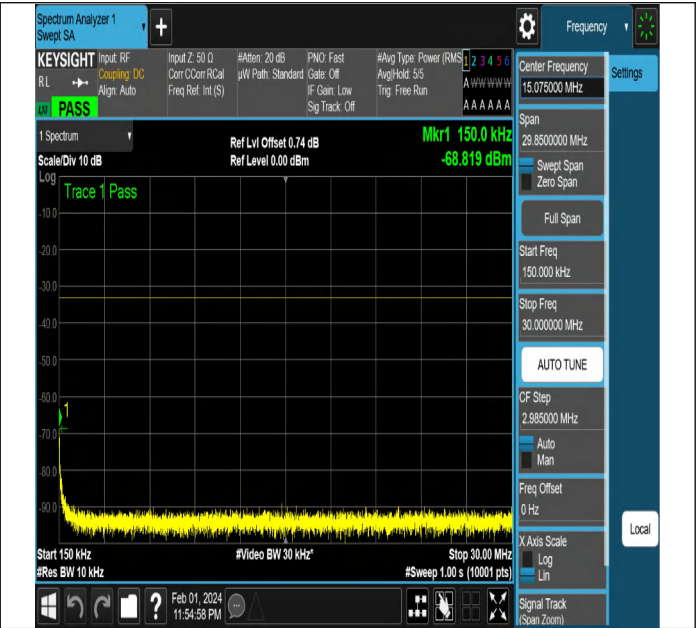 Spectrum Analyzer 1
Swept SA
+
Frequency
KEYSIGHT
RL
PASS
Input: RF
Coupling: DC
Align: Auto
Input Z: 50 Ω
Corr CCorr RCal
Freq Ref: Int (S)
#Atten: 20 dB
µW Path: Standard
PNO: Fast
Gate: Off
IF Gain: Low
Sig Track: Off
#Avg Type: Power (RMS
Avg|Hold: 5/5
Trig: Free Run
1 2 3 4 5 6
A W W W W W
A A A A A A
1 Spectrum
Scale/Div 10 dB
Ref Lvl Offset 0.74 dB
Ref Level 0.00 dBm
Mkr1 150.0 kHz
-68.819 dBm
Log
Trace 1 Pass
-10.0
-20.0
-30.0
-40.0
-50.0
-60.0
1
-70.0
-80.0
-90.0
Start 150 kHz
#Res BW 10 kHz
#Video BW 30 kHz*
Stop 30.00 MHz
#Sweep 1.00 s (10001 pts)
Center Frequency
15.075000 MHz
Settings
Span
29.8500000 MHz
Swept Span
Zero Span
Full Span
Start Freq
150.000 kHz
Stop Freq
30.000000 MHz
AUTO TUNE
CF Step
2.985000 MHz
Auto
Man
Freq Offset
0 Hz
X Axis Scale
Log
Lin
Signal Track
(Span Zoom)
Local
?
Feb 01, 2024
11:54:58 PM